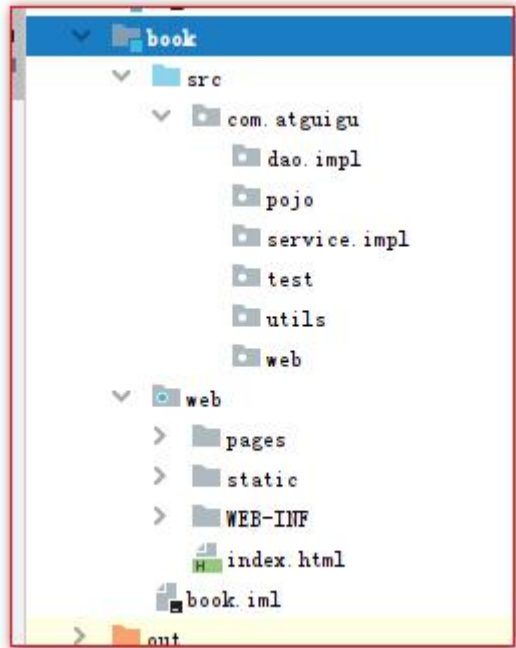 book
src
com.atguigu
dao.impl
pojo
service.impl
test
utils
web
web
pages
static
WEB-INF
index.html
book.iml
out